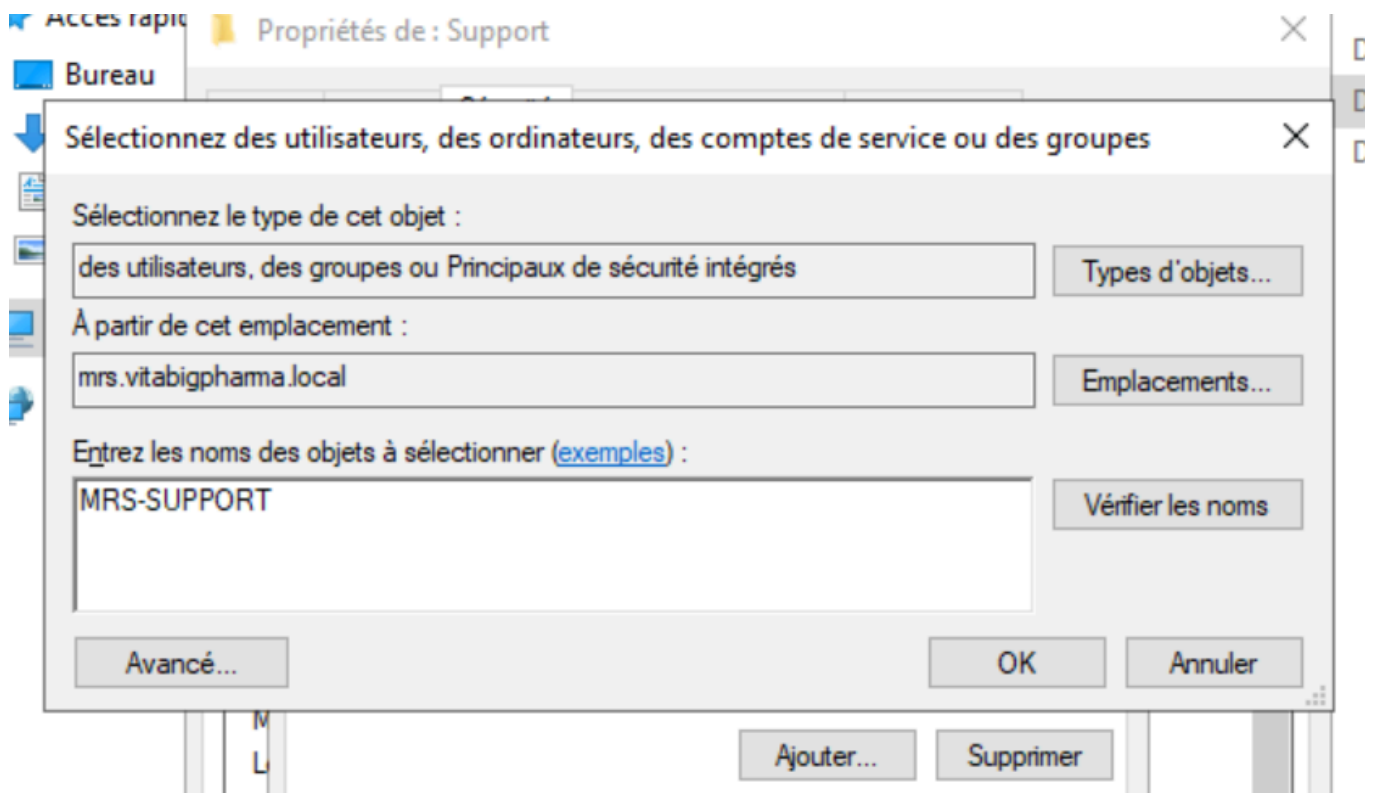 Accès rapid
Propriétés de : Support
Bureau
Sélectionnez des utilisateurs, des ordinateurs, des comptes de service ou des groupes
Sélectionnez le type de cet objet :
des utilisateurs, des groupes ou Principaux de sécurité intégrés
Types d'objets...
À partir de cet emplacement :
mrs.vitabigpharma.local
Emplacements...
Entrez les noms des objets à sélectionner (exemples) :
MRS-SUPPORT
Vérifier les noms
Avancé...
OK
Annuler
Ajouter...
Supprimer